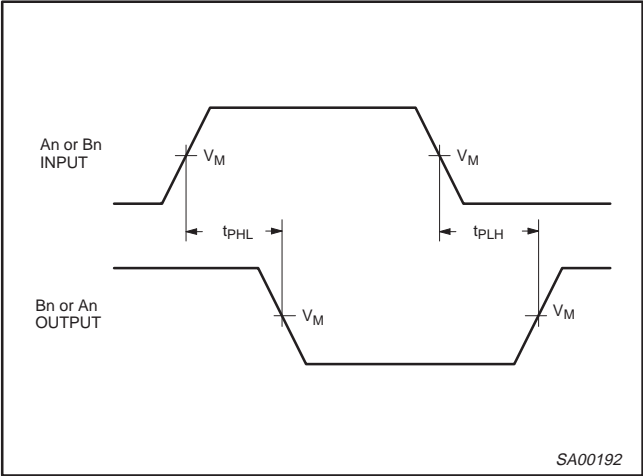 An or Bn
INPUT
VM
VM
tPHL
tPLH
Bn or An
OUTPUT
VM
VM
SA00192